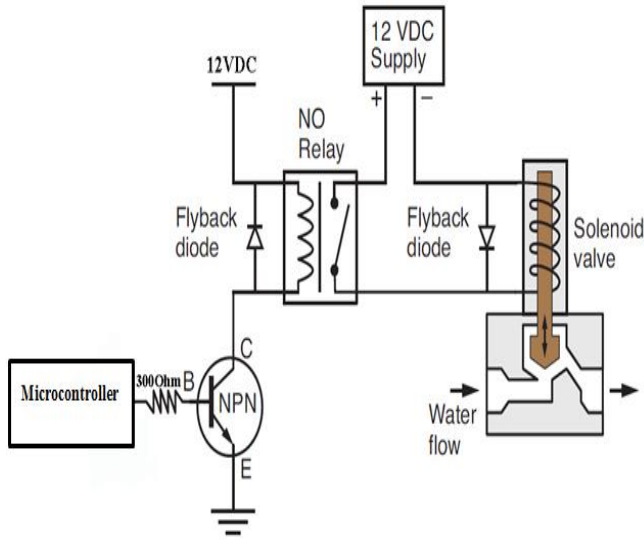 12 VDC
Supply
12VDC
+ −
NO
Relay
Flyback
diode
Flyback
diode
Solenoid
valve
C
Microcontroller
300Ohm B
NPN
E
Water
flow